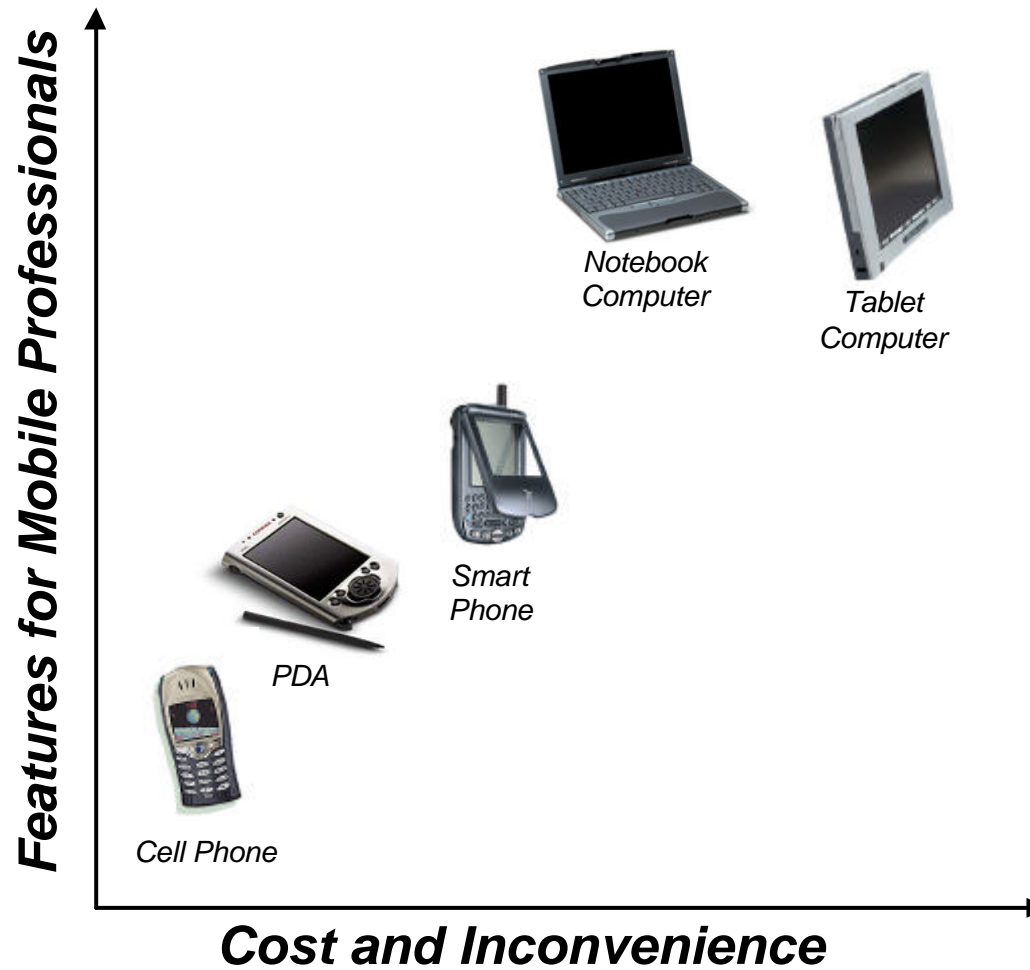 Features for Mobile Professionals
Notebook
Computer
Tablet
Computer
Smart
Phone
PDA
Cell Phone
Cost and Inconvenience